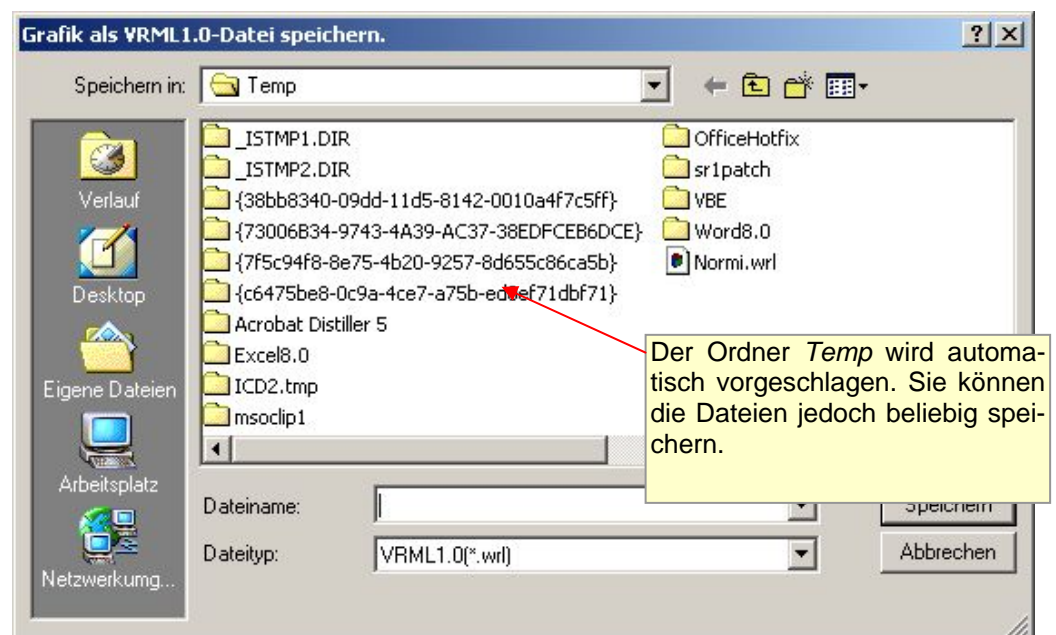 Grafik als VRML1.0-Datei speichern.
Speichern in:
Temp
Verlauf
Desktop
Eigene Dateien
Arbeitsplatz
Netzwerkumg...
_ISTMP1.DIR
_ISTMP2.DIR
{38bb8340-09dd-11d5-8142-0010a4f7c5ff}
{73006B34-9743-4A39-AC37-38EDFCEB6DCE}
{7f5c94f8-8e75-4b20-9257-8d655c86ca5b}
Acrobat Distiller 5
Excel8.0
ICD2.tmp
msoclip1
OfficeHotfix
sr1patch
VBE
Word8.0
Normi.wrl
Der Ordner Temp wird automa-
tisch vorgeschlagen. Sie können
die Dateien jedoch beliebig spei-
chern.
Dateiname:
Speichern
Dateityp:
VRML1.0(*.wrl)
Abbrechen